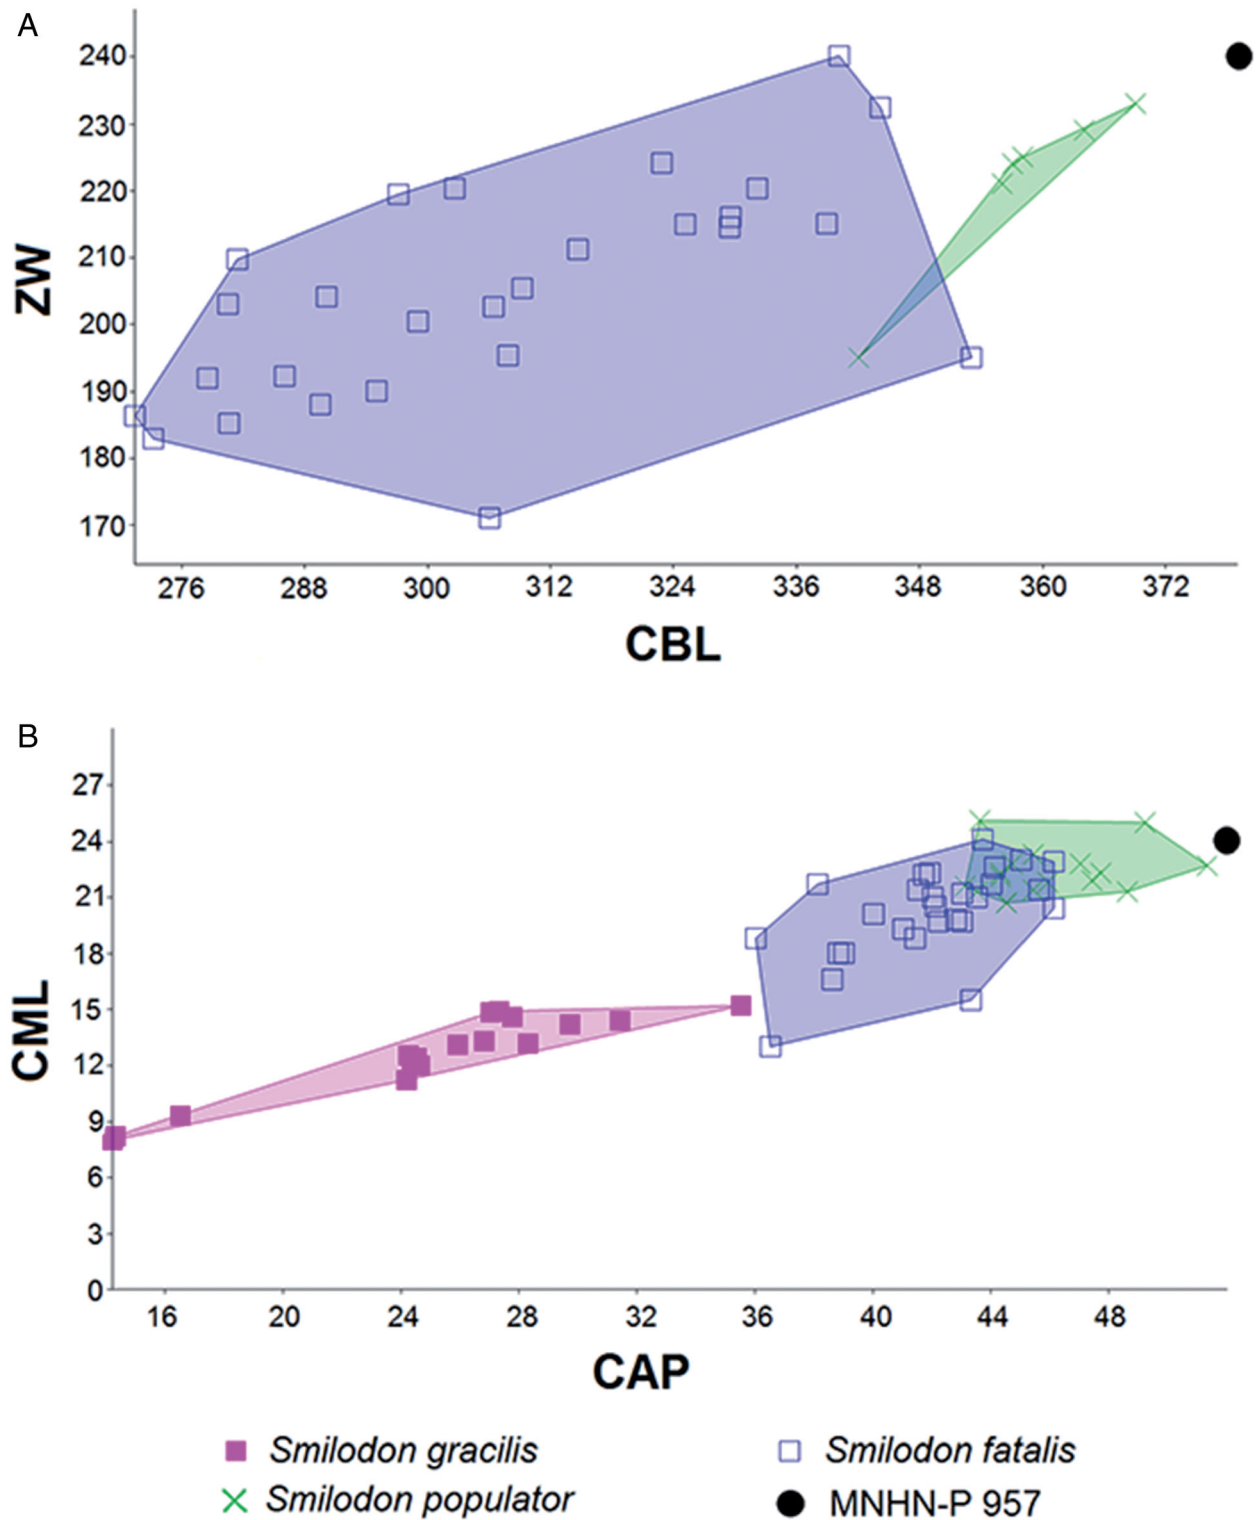 A
240
230
220
210
200
190
180
170
ZW
276 288 300 312 324 336 348 360 372
CBL
B
27
24
21
18
15
12
9
6
3
0
CML
16 20 24 28 32 36 40 44 48
CAP
Smilodon gracilis
Smilodon fatalis
Smilodon populator
MNHN-P 957